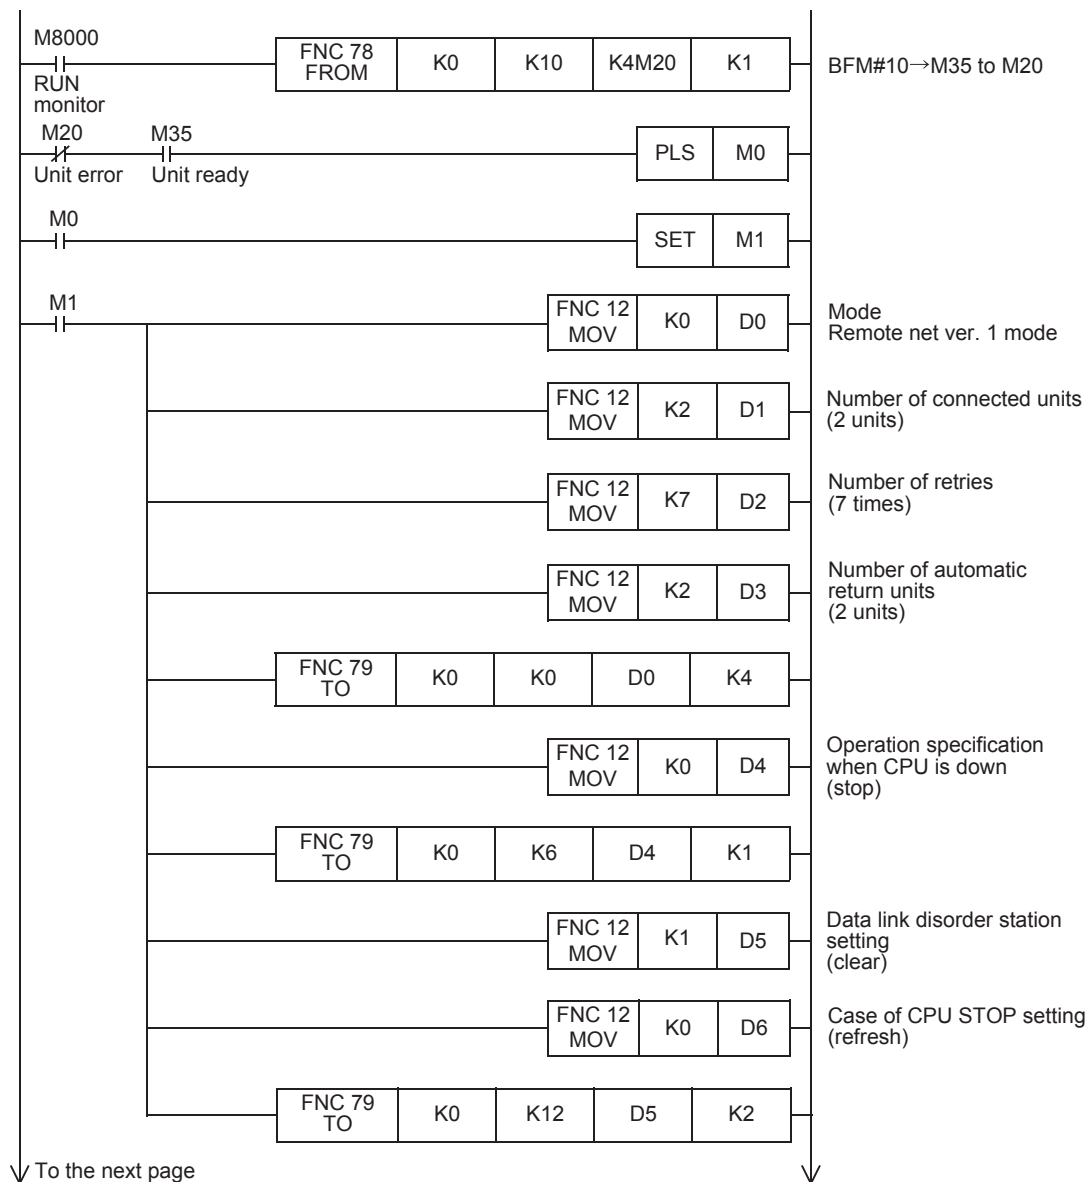 M8000
RUN
monitor
FNC 78
FROM
K0
K10
K4M20
K1
BFM#10→M35 to M20
M20
Unit error
M35
Unit ready
PLS
M0
M0
SET
M1
M1
FNC 12
MOV
K0
D0
Mode
Remote net ver. 1 mode
FNC 12
MOV
K2
D1
Number of connected units
(2 units)
FNC 12
MOV
K7
D2
Number of retries
(7 times)
FNC 12
MOV
K2
D3
Number of automatic
return units
(2 units)
FNC 79
TO
K0
K0
D0
K4
FNC 12
MOV
K0
D4
Operation specification
when CPU is down
(stop)
FNC 79
TO
K0
K6
D4
K1
FNC 12
MOV
K1
D5
Data link disorder station
setting
(clear)
FNC 12
MOV
K0
D6
Case of CPU STOP setting
(refresh)
FNC 79
TO
K0
K12
D5
K2
To the next page